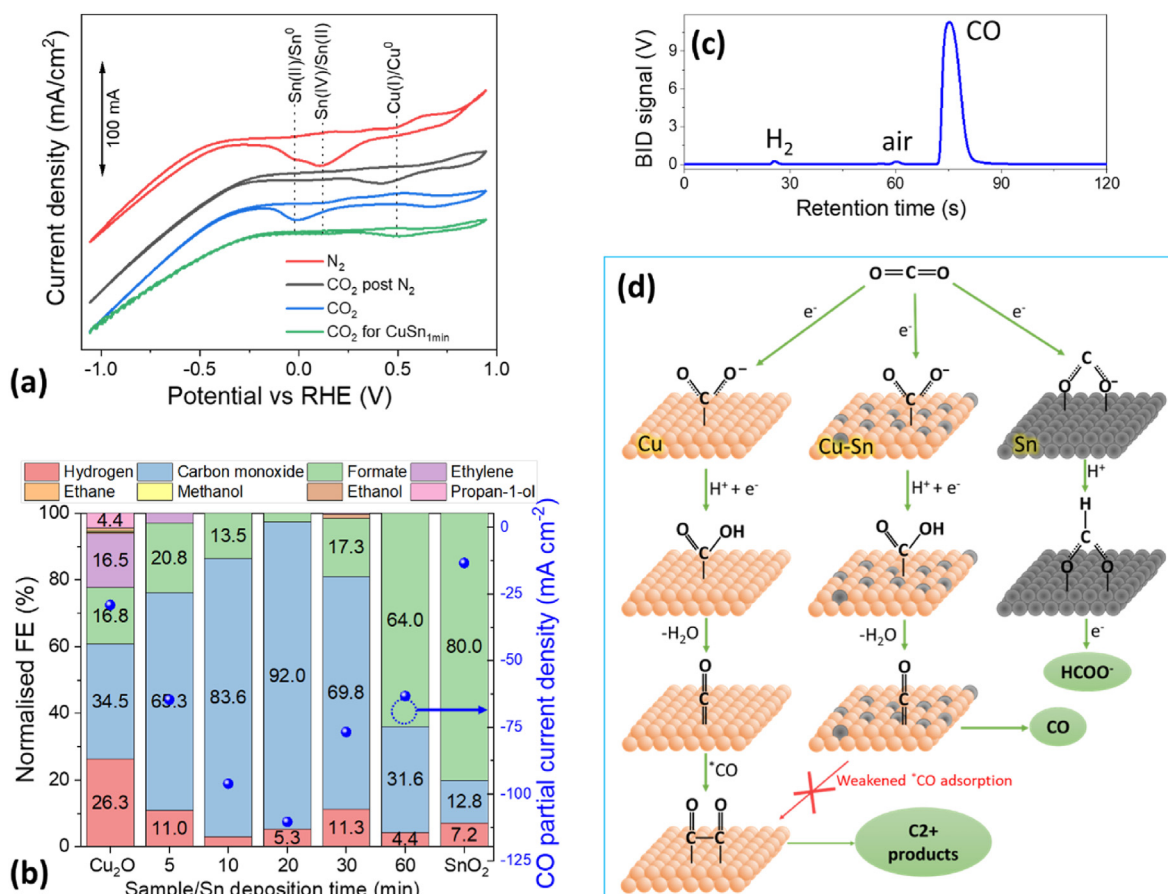 Current density (mA/cm²)
100 mA
Sn(II)/Sn⁰
Sn(IV)/Sn(II)
Cu(I)/Cu⁰
N₂
CO₂ post N₂
CO₂
CO₂ for CuSn₁ₘᵢₙ
-1.0 -0.5 0.0 0.5 1.0
Potential vs RHE (V)
(a)
Hydrogen Carbon monoxide Formate Ethylene
Ethane Methanol Ethanol Propan-1-ol
Normalised FE (%)
100
80
60
40
20
0
4.4
16.5
16.8
34.5
26.3
20.8
65.3
11.0
13.5
83.6
92.0
5.3
17.3
69.8
11.3
64.0
31.6
4.4
80.0
12.8
7.2
0
-25
-50
-75
-100
-125
CO partial current density (mA cm⁻²)
Cu₂O 5 10 20 30 60 SnO₂
Sample/Sn deposition time (min)
(b)
(c)
BID signal (V)
11
7
4
0
H₂
air
CO
0 30 60 90 120
Retention time (s)
(d)
O=C=O
e⁻
e⁻
e⁻
O C O⁻
O C O⁻
C O O⁻
Cu
Cu-Sn
Sn
H⁺ + e⁻
H⁺ + e⁻
H⁺
O C OH
O C OH
H C O O
-H₂O
-H₂O
e⁻
O C
O C
HCOO⁻
CO
*CO
Weakened *CO adsorption
O O
C C
C2+
products